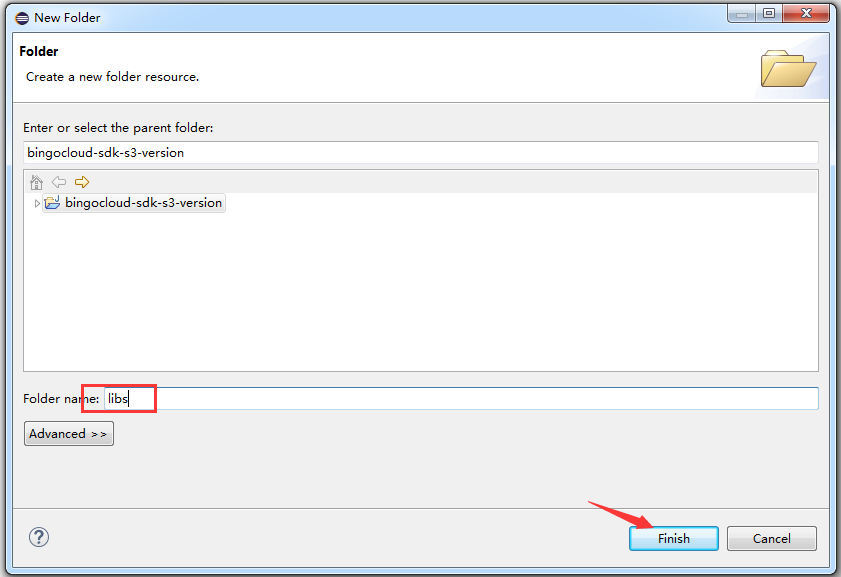 New Folder
Folder
Create a new folder resource.
Enter or select the parent folder:
bingocloud-sdk-s3-version
bingocloud-sdk-s3-version
Folder name: libs
Advanced >>
?
Finish
Cancel